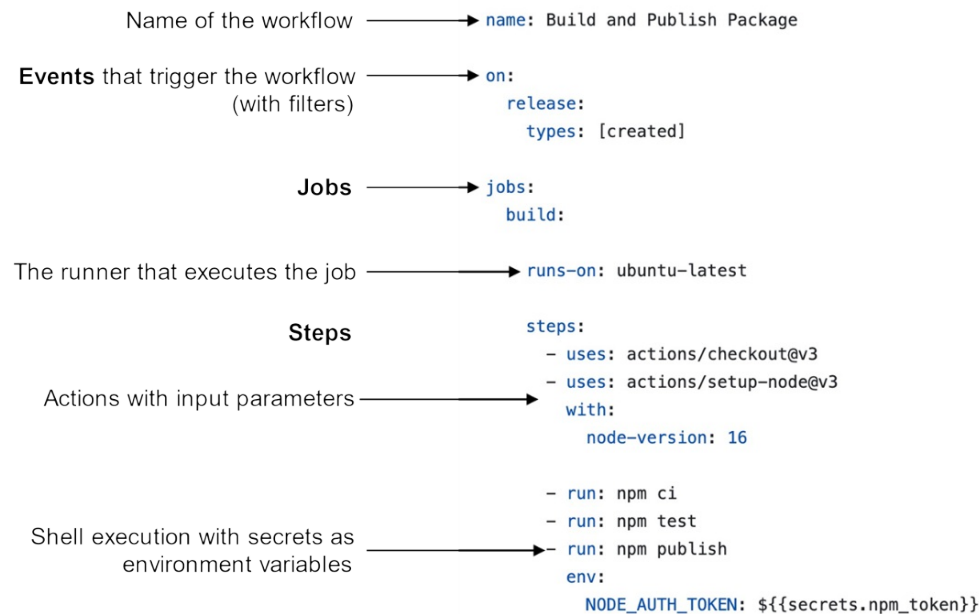 Name of the workflow
name: Build and Publish Package
Events that trigger the workflow
(with filters)
on:
release:
types: [created]
Jobs
jobs:
build:
The runner that executes the job
runs-on: ubuntu-latest
Steps
steps:
- uses: actions/checkout@v3
- uses: actions/setup-node@v3
Actions with input parameters
with:
node-version: 16
- run: npm ci
- run: npm test
Shell execution with secrets as
environment variables
- run: npm publish
env:
NODE_AUTH_TOKEN: ${{secrets.npm_token}}